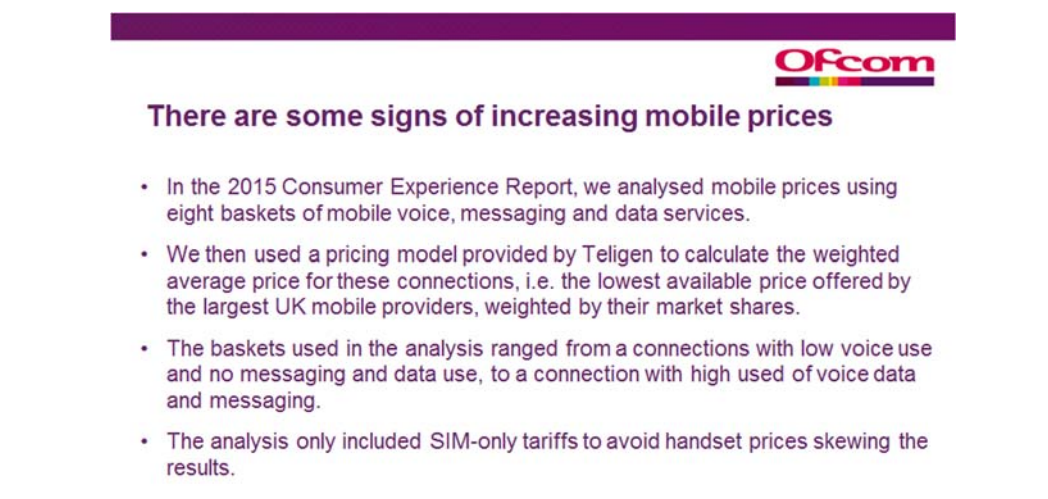 Ofcom
There are some signs of increasing mobile prices
• In the 2015 Consumer Experience Report, we analysed mobile prices using
eight baskets of mobile voice, messaging and data services.
• We then used a pricing model provided by Teligen to calculate the weighted
average price for these connections, i.e. the lowest available price offered by
the largest UK mobile providers, weighted by their market shares.
• The baskets used in the analysis ranged from a connections with low voice use
and no messaging and data use, to a connection with high used of voice data
and messaging.
• The analysis only included SIM-only tariffs to avoid handset prices skewing the
results.